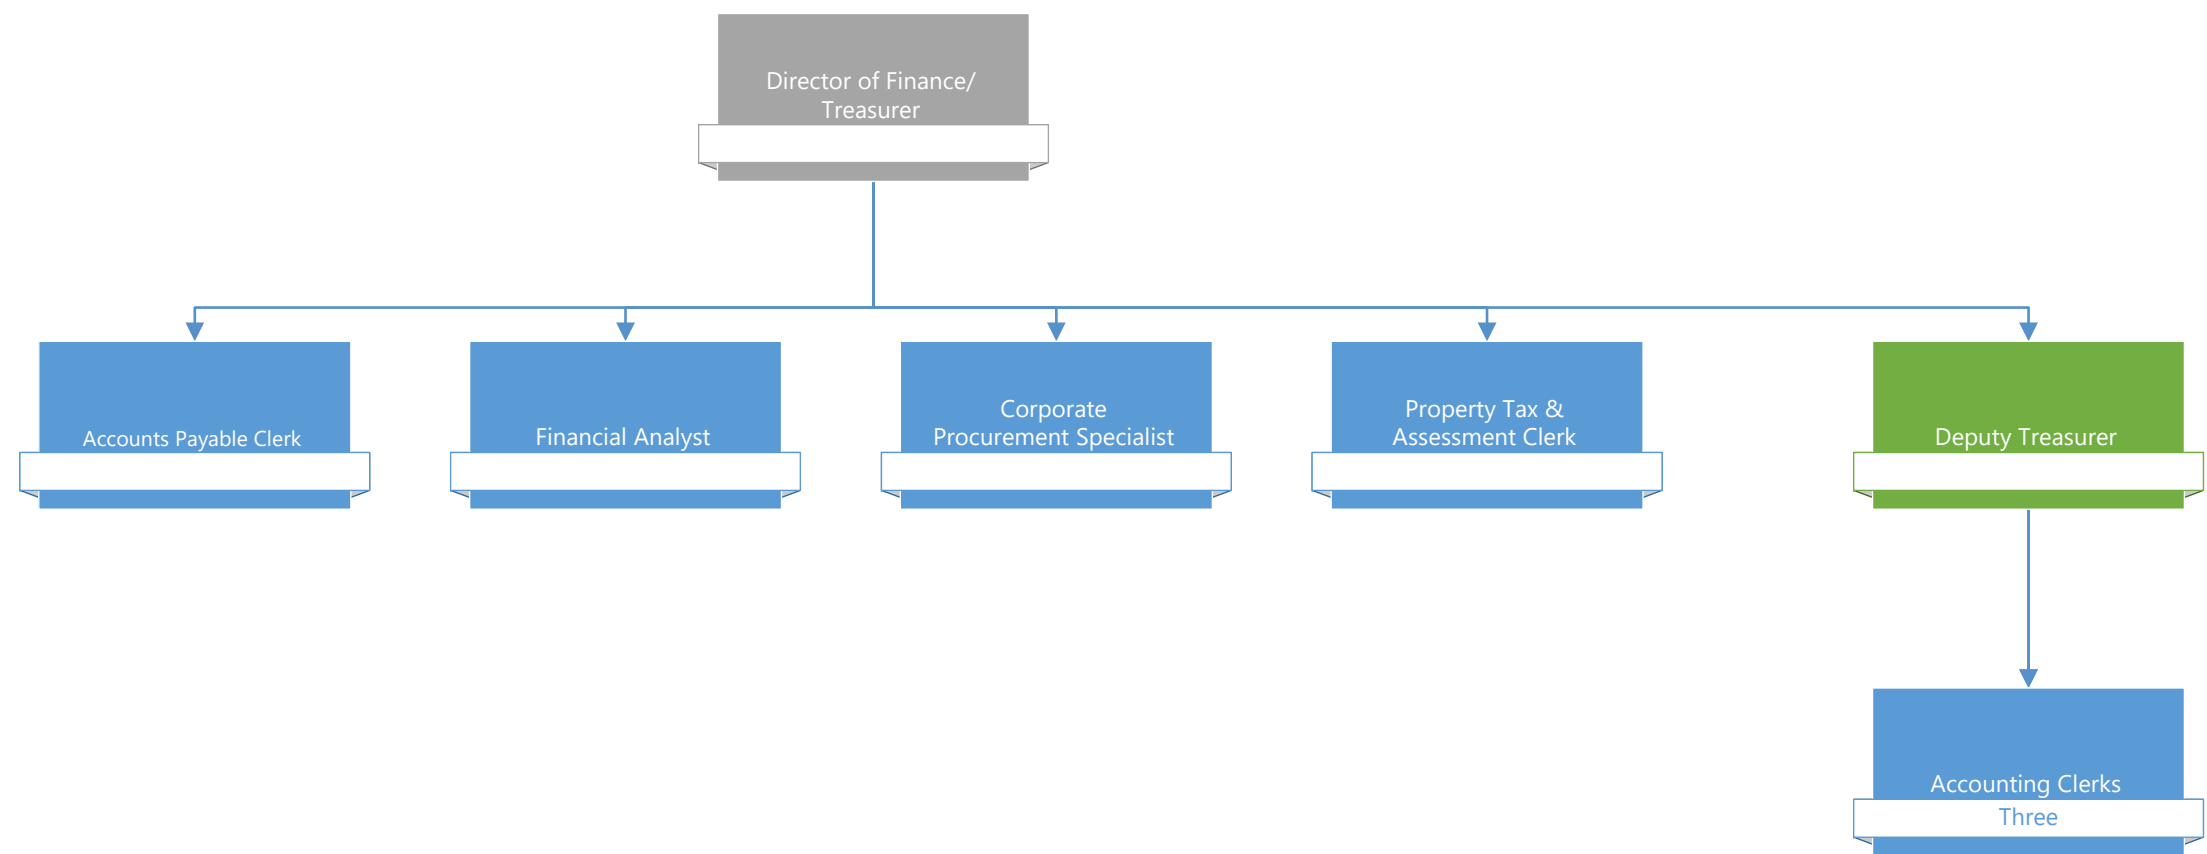 Director of Finance/
Treasurer
Accounts Payable Clerk
Financial Analyst
Corporate
Procurement Specialist
Property Tax &
Assessment Clerk
Deputy Treasurer
Accounting Clerks
Three